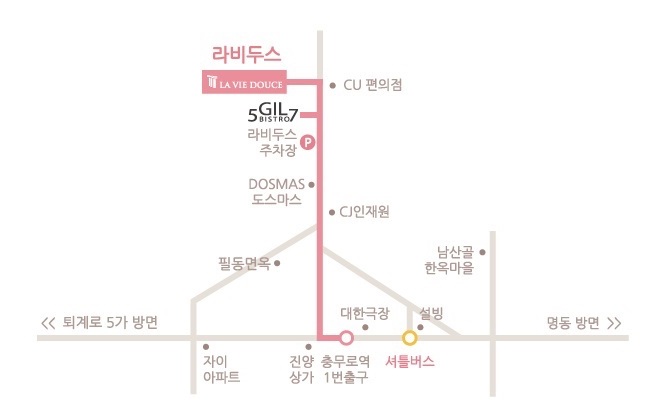 라비두스
LA VIE DOUCE
CU 편의점
5GIL7
BISTRO
라비두스
주차장
P
DOSMAS
도스마스
CJ인재원
필동면옥
남산골
한옥마을
대한극장
설빙
<< 퇴계로 5가 방면
명동 방면 >>
자이
아파트
진양
상가
충무로역
1번출구
셔틀버스